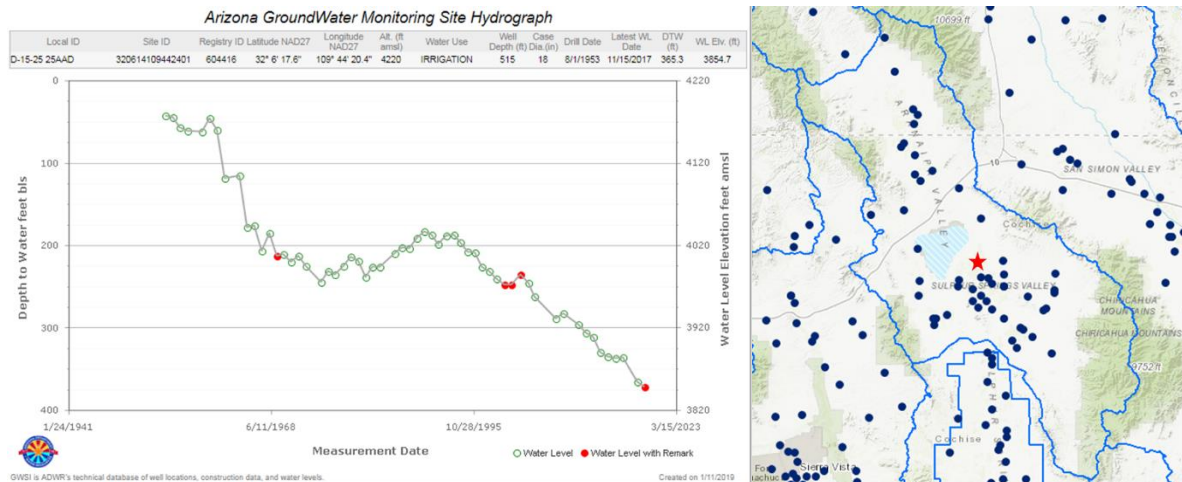 Arizona GroundWater Monitoring Site Hydrograph
Local ID Site ID Registry ID Latitude NAD27 Longitude NAD27 Alt. (ft amsl) Water Use Well Depth (ft) Case Dia.(in) Drill Date Latest WL Date DTW (ft) WL Elv. (ft)
D-15-25 25AAD 320614109442401 604416 32° 6' 17.6" 109° 44' 20.4" 4220 IRRIGATION 515 18 8/1/1953 11/15/2017 365.3 3854.7
0
100
200
300
400
Depth to Water feet bls
4220
4120
4020
3920
3820
Water Level Elevation feet amsl
1/24/1941
6/11/1968
10/28/1995
3/15/2023
Measurement Date
Water Level
Water Level with Remark
GWSI is ADWR's technical database of well locations, construction data, and water levels.
Created on 1/11/2019
10699 ft
VALLEY
10
SAN SIMON VALLEY
Cochise
SULPHUR SPRINGS VALLEY
CHIRICAHUA
MOUNTAINS
CHIRICAHUA MOUNTAINS
9752 ft
Cochise
Sierra Vista